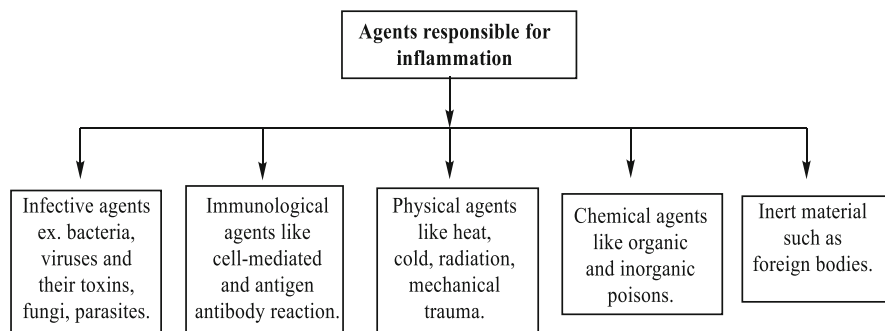 Agents responsible for
inflammation
Infective agents
ex. bacteria,
viruses and
their toxins,
fungi, parasites.
Immunological
agents like
cell-mediated
and antigen
antibody reaction.
Physical agents
like heat,
cold, radiation,
mechanical
trauma.
Chemical agents
like organic
and inorganic
poisons.
Inert material
such as
foreign bodies.